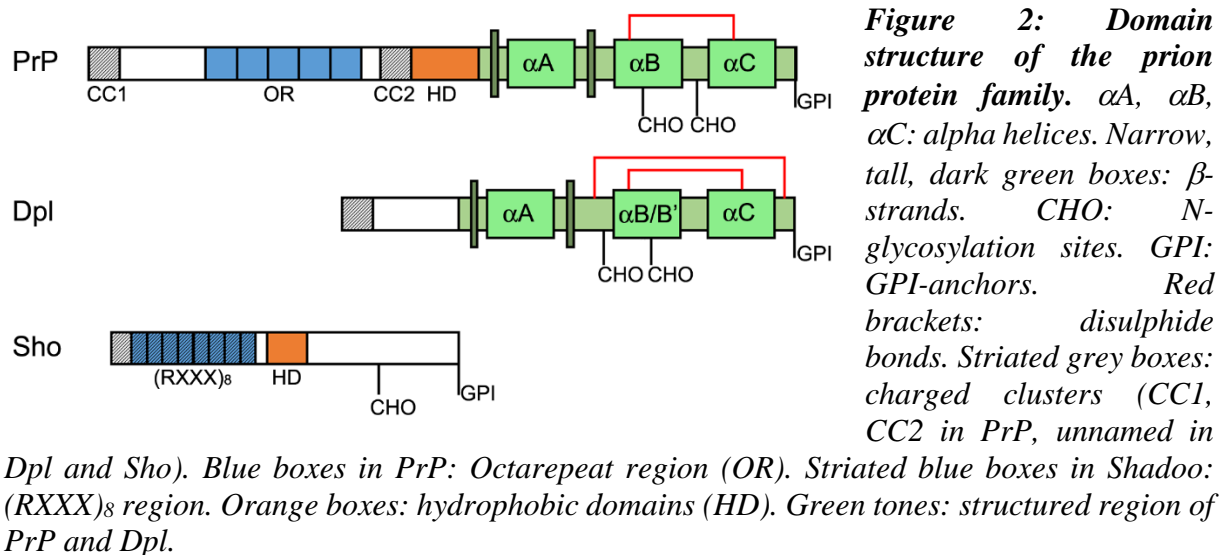 PrP
αA
αB
αC
CC1
OR
CC2 HD
CHO
CHO
GPI
Dpl
αA
αB/B’
αC
CHO CHO
GPI
Sho
(RXXX)8
HD
CHO
GPI
Figure 2: Domain
structure of the prion
protein family. αA, αB,
αC: alpha helices. Narrow,
tall, dark green boxes: β-
strands. CHO: N-
glycosylation sites. GPI:
GPI-anchors. Red
brackets: disulphide
bonds. Striated grey boxes:
charged clusters (CC1,
CC2 in PrP, unnamed in
Dpl and Sho). Blue boxes in PrP: Octarepeat region (OR). Striated blue boxes in Shadoo:
(RXXX)8 region. Orange boxes: hydrophobic domains (HD). Green tones: structured region of
PrP and Dpl.